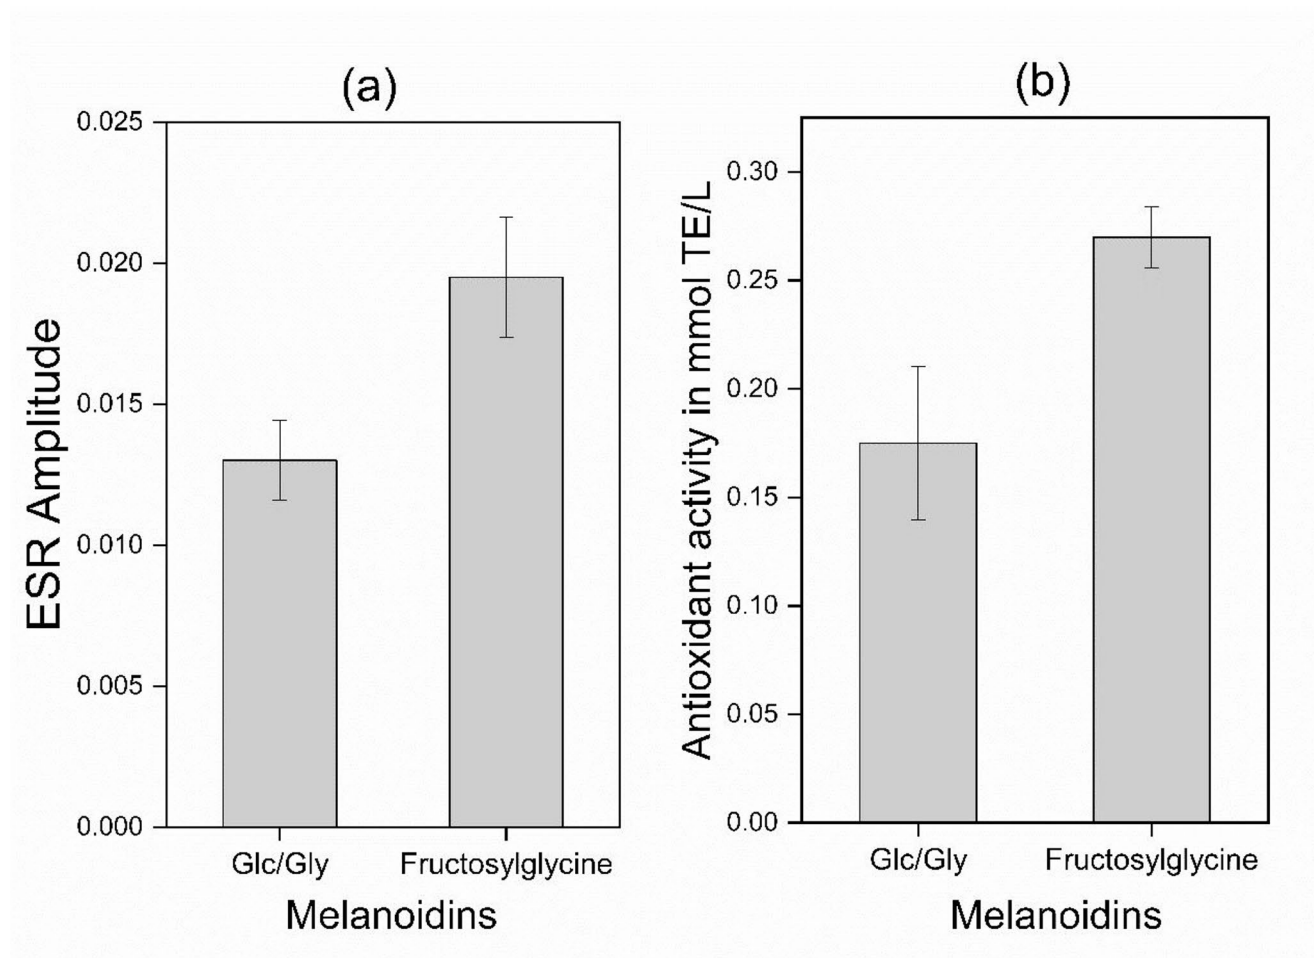 (a)
0.025
0.020
0.015
0.010
0.005
0.000
ESR Amplitude
Glc/Gly
Fructosylglycine
Melanoidins
(b)
0.30
0.25
0.20
0.15
0.10
0.05
0.00
Antioxidant activity in mmol TE/L
Glc/Gly
Fructosylglycine
Melanoidins